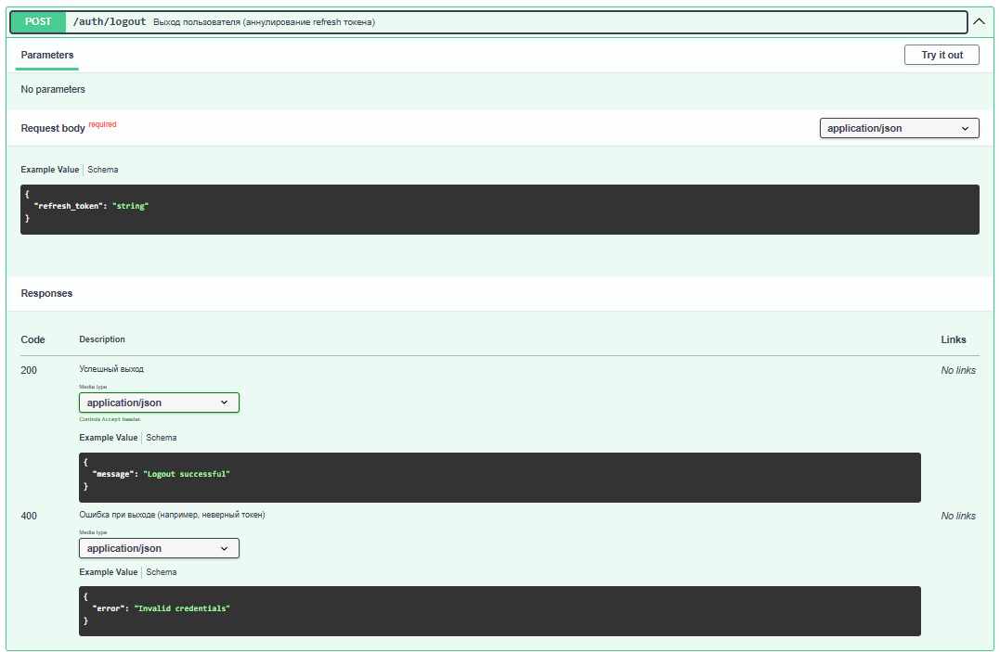 POST /auth/logout Выход пользователя (аннулирование refresh токена)
Parameters Try it out
No parameters
Request body required application/json
Example Value Schema
{
"refresh_token": "string"
}
Responses
Code Description Links
200 Успешный выход No links
Media type
application/json
Controls Accept header.
Example Value Schema
{
"message": "Logout successful"
}
400 Ошибка при выходе (например, неверный токен) No links
Media type
application/json
Example Value Schema
{
"error": "Invalid credentials"
}